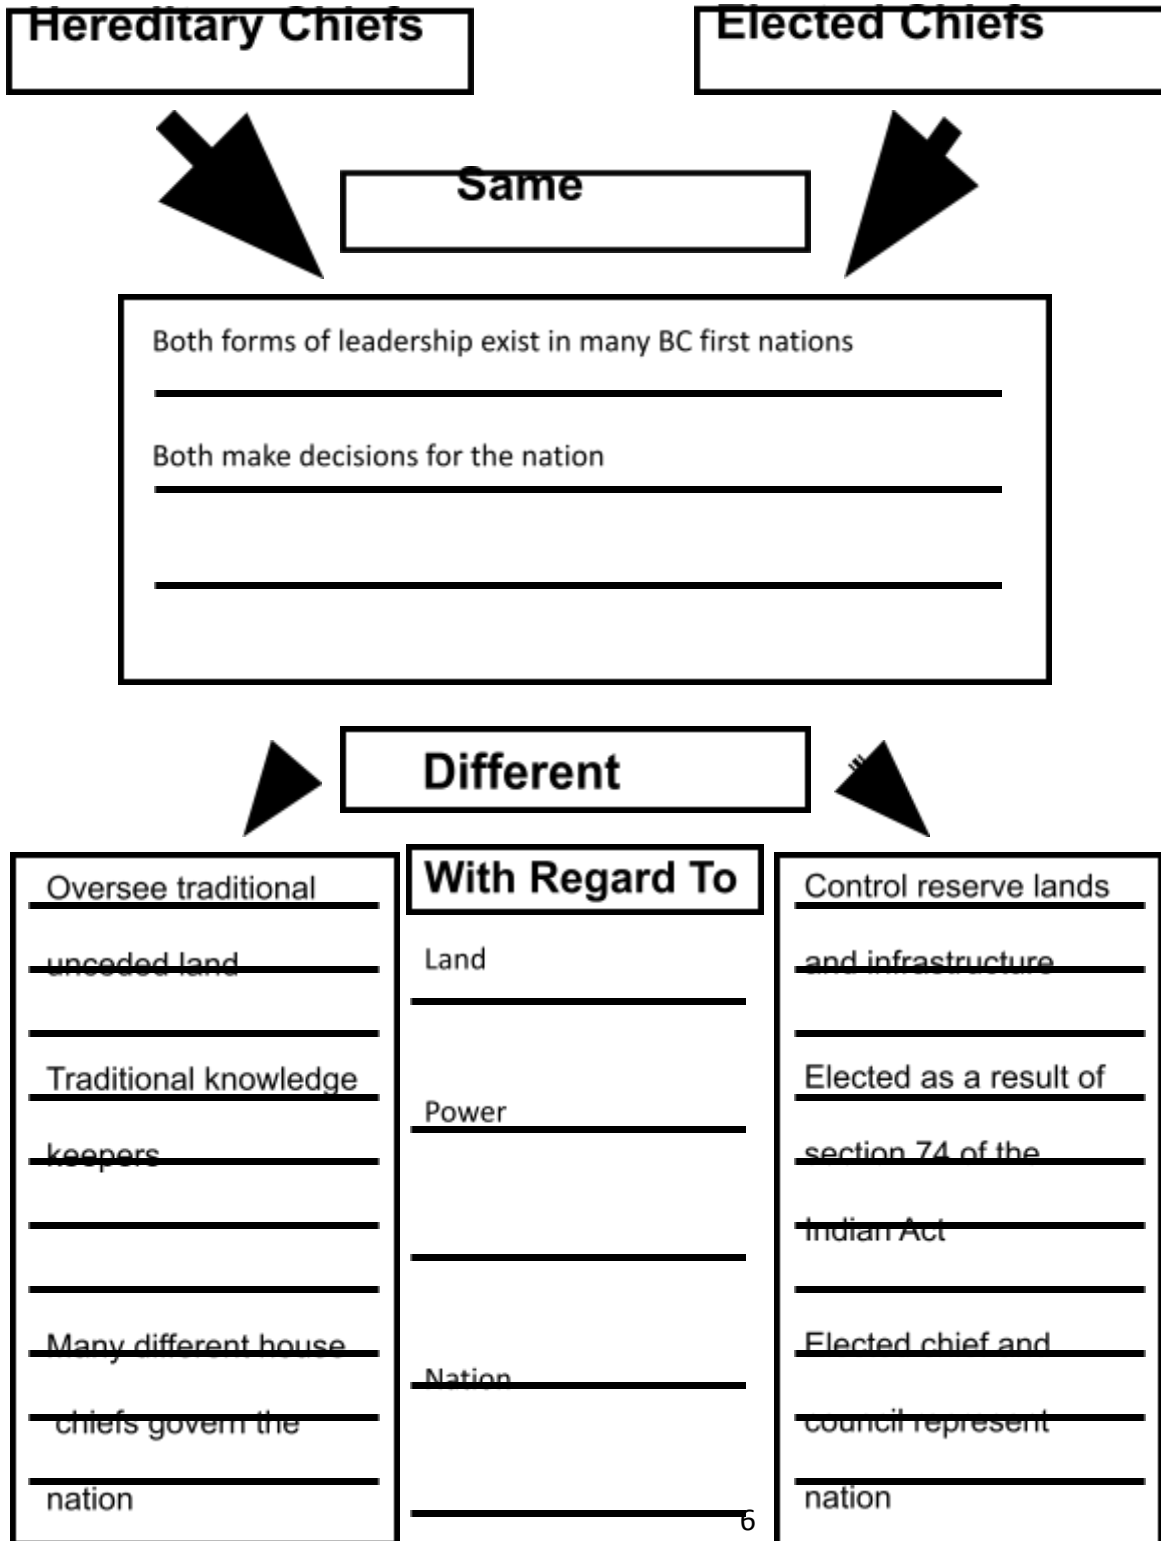 Hereditary Chiefs
Elected Chiefs
Same
Both forms of leadership exist in many BC first nations
Both make decisions for the nation
Different
Oversee traditional
unceded land
Traditional knowledge
keepers
Many different house
chiefs govern the
nation
With Regard To
Land
Power
Nation
Control reserve lands
and infrastructure
Elected as a result of
section 74 of the
Indian Act
Elected chief and
council represent
nation
6